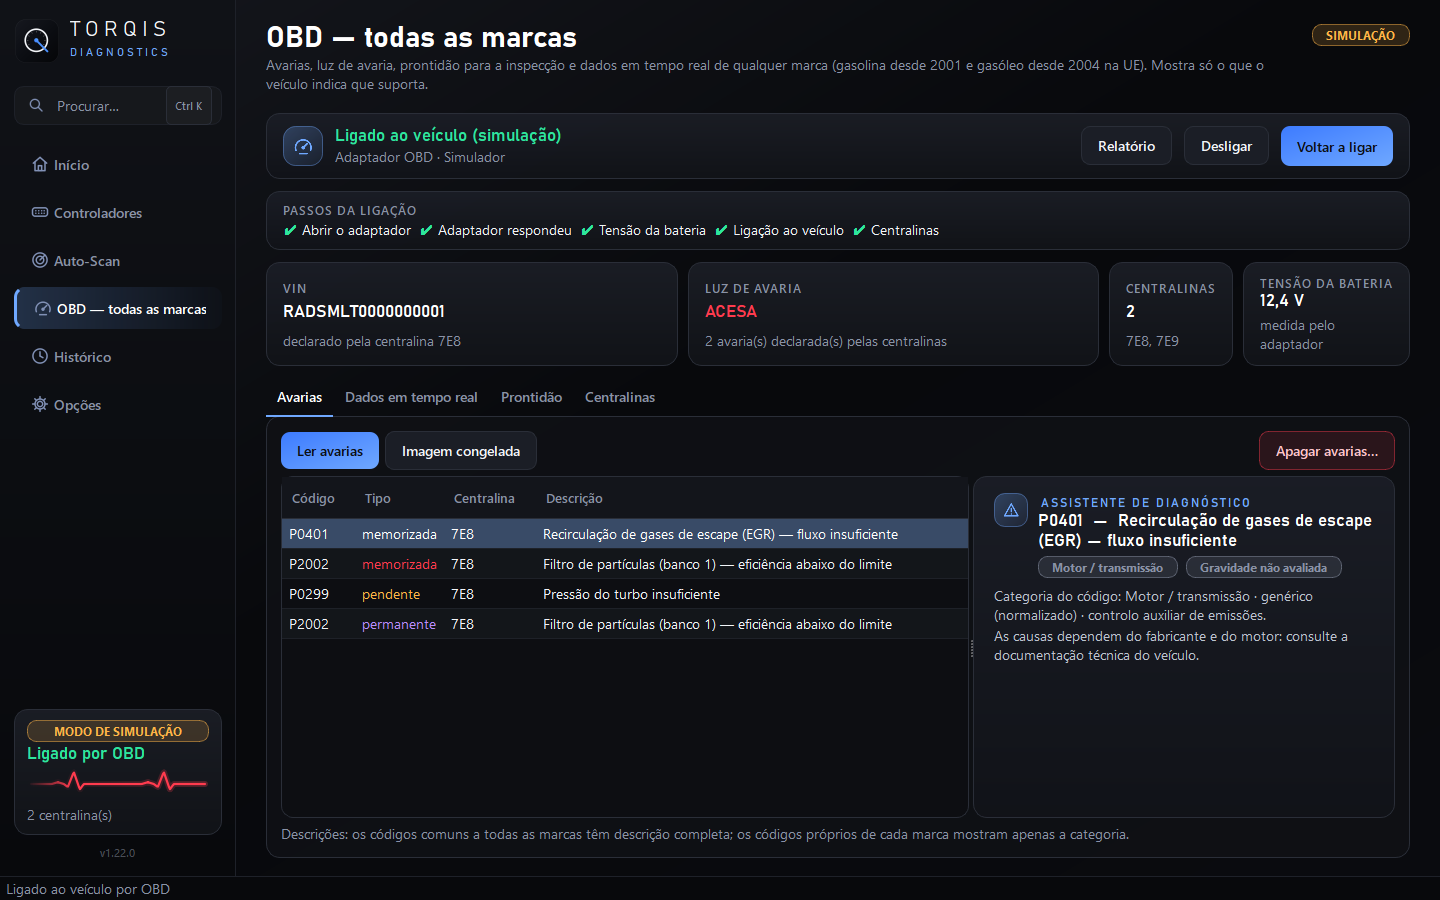 TORQIS
DIAGNOSTICS
Procurar...
Ctrl K
Início
Controladores
Auto-Scan
OBD — todas as marcas
Histórico
Opções
MODO DE SIMULAÇÃO
Ligado por OBD
2 centralina(s)
v1.22.0
OBD — todas as marcas
SIMULAÇÃO
Avarias, luz de avaria, prontidão para a inspecção e dados em tempo real de qualquer marca (gasolina desde 2001 e gasóleo desde 2004 na UE). Mostra só o que o
veículo indica que suporta.
Ligado ao veículo (simulação)
Adaptador OBD · Simulador
Relatório
Desligar
Voltar a ligar
PASSOS DA LIGAÇÃO
✔ Abrir o adaptador ✔ Adaptador respondeu ✔ Tensão da bateria ✔ Ligação ao veículo ✔ Centralinas
VIN
RADSMLT0000000001
declarado pela centralina 7E8
LUZ DE AVARIA
ACESA
2 avaria(s) declarada(s) pelas centralinas
CENTRALINAS
2
7E8, 7E9
TENSÃO DA BATERIA
12,4 V
medida pelo
adaptador
Avarias Dados em tempo real Prontidão Centralinas
Ler avarias
Imagem congelada
Apagar avarias...
Código Tipo Centralina Descrição
P0401 memorizada 7E8 Recirculação de gases de escape (EGR) — fluxo insuficiente
P2002 memorizada 7E8 Filtro de partículas (banco 1) — eficiência abaixo do limite
P0299 pendente 7E8 Pressão do turbo insuficiente
P2002 permanente 7E8 Filtro de partículas (banco 1) — eficiência abaixo do limite
ASSISTENTE DE DIAGNÓSTICO
P0401 — Recirculação de gases de escape
(EGR) — fluxo insuficiente
Motor / transmissão
Gravidade não avaliada
Categoria do código: Motor / transmissão · genérico
(normalizado) · controlo auxiliar de emissões.
As causas dependem do fabricante e do motor: consulte a
documentação técnica do veículo.
Descrições: os códigos comuns a todas as marcas têm descrição completa; os códigos próprios de cada marca mostram apenas a categoria.
Ligado ao veículo por OBD